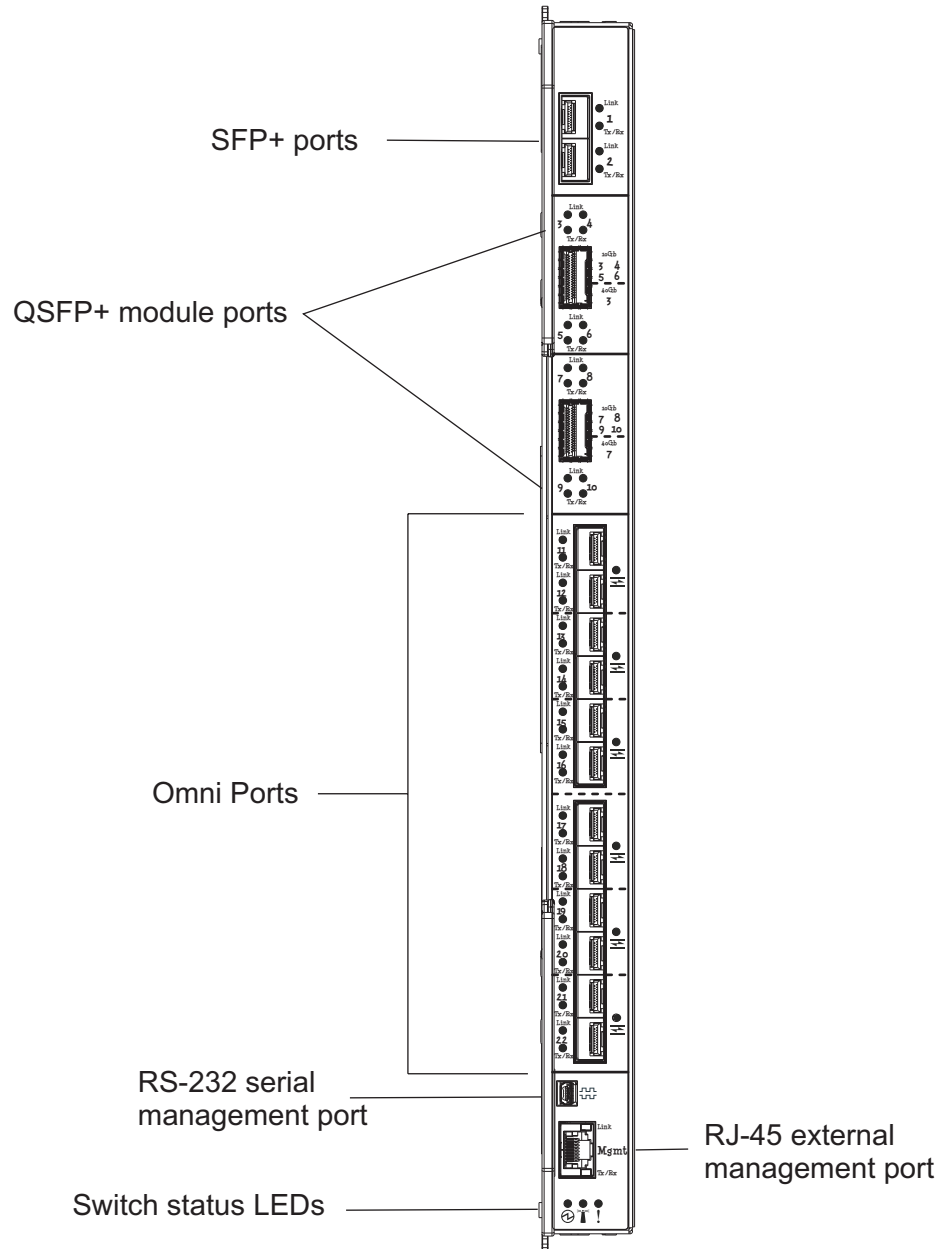 SFP+ ports
Link
1
Tx/Rx
Link
2
Tx/Rx
QSFP+ module ports
Link
3 4
Tx/Rx
10Gb
3 4
5 6
40Gb
3
Link
5 6
Tx/Rx
Link
7 8
Tx/Rx
10Gb
7 8
9 10
40Gb
7
Link
9 10
Tx/Rx
Omni Ports
Link
11
Tx/Rx
Link
12
Tx/Rx
Link
13
Tx/Rx
Link
14
Tx/Rx
Link
15
Tx/Rx
Link
16
Tx/Rx
Link
17
Tx/Rx
Link
18
Tx/Rx
Link
19
Tx/Rx
Link
20
Tx/Rx
Link
21
Tx/Rx
Link
22
Tx/Rx
RS-232 serial
management port
Link
Mgmt
Tx/Rx
RJ-45 external
management port
Switch status LEDs
!